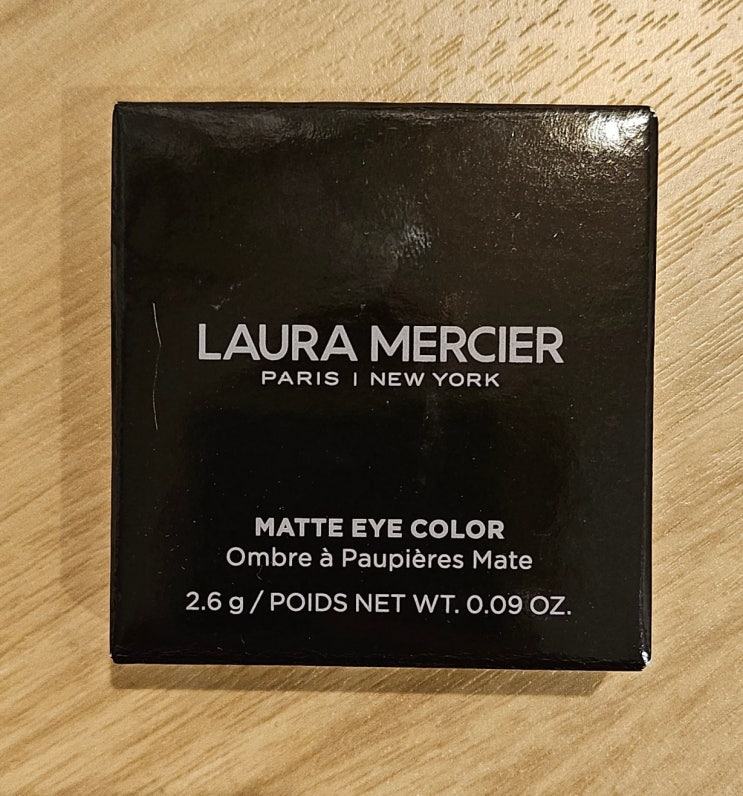 LAURA MERCIER
PARIS | NEW YORK
MATTE EYE COLOR
Ombre à Paupières Mate
2.6 g / POIDS NET WT. 0.09 OZ.